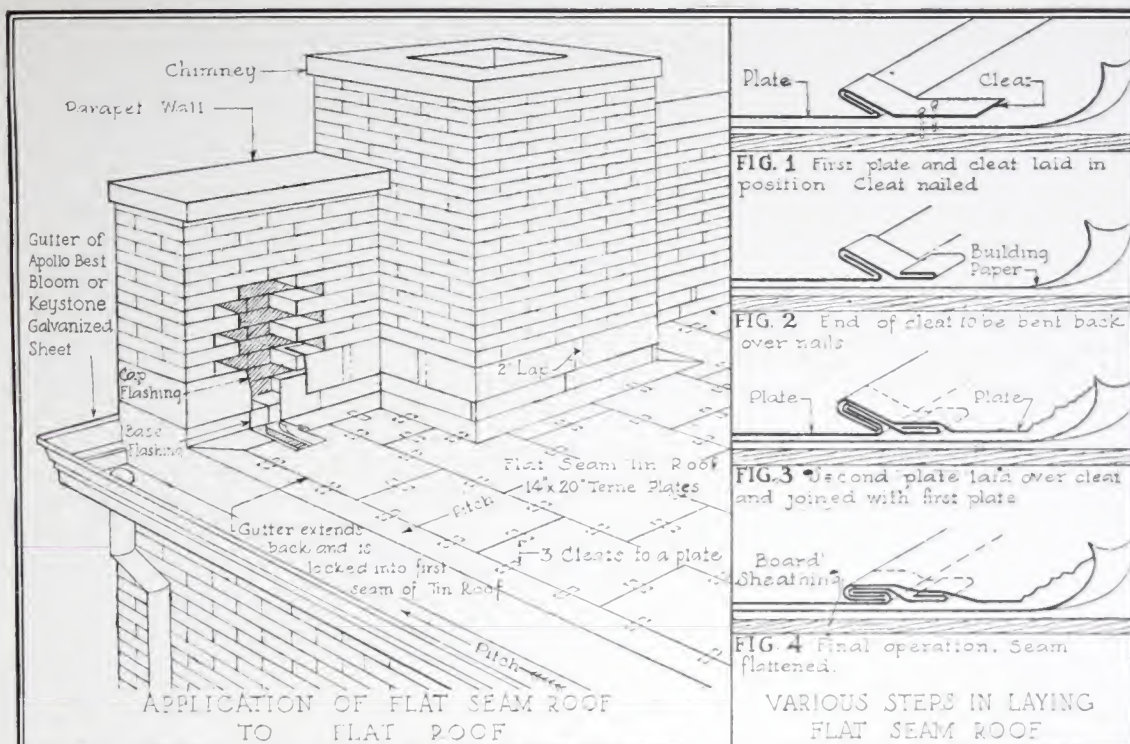 Chimney
Parapet Wall
Gutter of
Apollo Best
Bloom or
Keystone
Galvanized
Sheet
Cap
Flashing
Base
Flashing
2" Lap
Flat Seam Tin Roof
14"x 20" Terne Plates
Pitch
Gutter extends
back and is
locked into first
seam of Tin Roof
3 Cleats to a plate
Pitch
APPLICATION OF FLAT SEAM ROOF
TO FLAT ROOF
Plate
Cleat
FIG. 1 First plate and cleat laid in
position Cleat nailed
Building
Paper
FIG. 2 End of cleat to be bent back
over nails
Plate
Plate
FIG. 3 Second plate laid over cleat
and joined with first plate
Board
Sheathing
FIG. 4 Final operation. Seam
flattened.
VARIOUS STEPS IN LAYING
FLAT SEAM ROOF